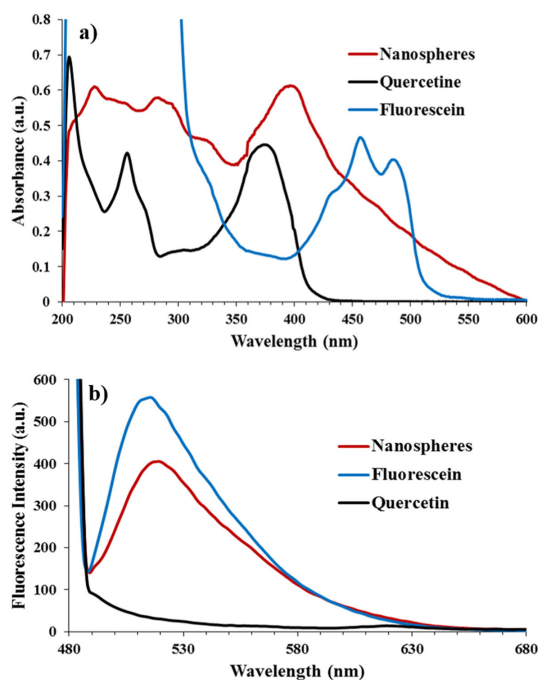 a)
Nanospheres
Quercetine
Fluorescein
Absorbance (a.u.)
0.8
0.7
0.6
0.5
0.4
0.3
0.2
0.1
0
200 250 300 350 400 450 500 550 600
Wavelength (nm)
b)
Nanospheres
Fluorescein
Quercetin
Fluorescence Intensity (a.u.)
600
500
400
300
200
100
0
480 530 580 630 680
Wavelength (nm)